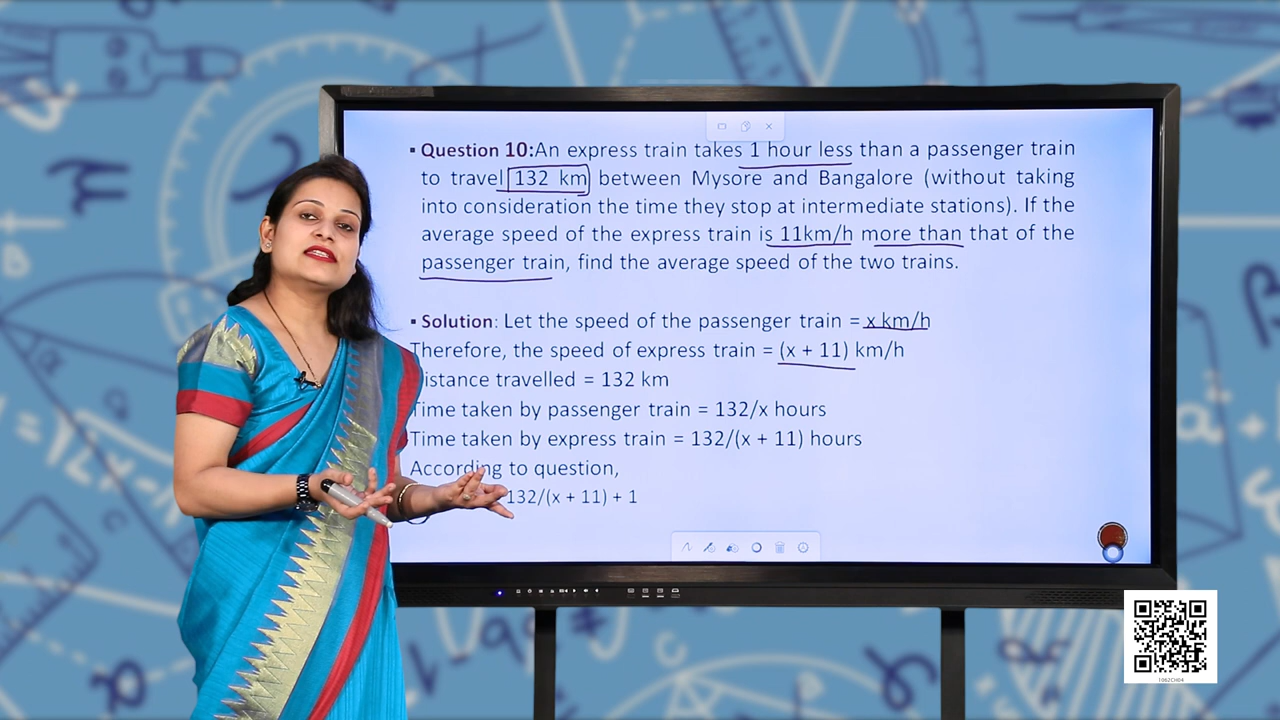 ▪ Question 10:An express train takes 1 hour less than a passenger train
to travel 132 km between Mysore and Bangalore (without taking
into consideration the time they stop at intermediate stations). If the
average speed of the express train is 11km/h more than that of the
passenger train, find the average speed of the two trains.
▪ Solution: Let the speed of the passenger train = x km/h
Therefore, the speed of express train = (x + 11) km/h
istance travelled = 132 km
Time taken by passenger train = 132/x hours
Time taken by express train = 132/(x + 11) hours
According to question,
132/(x + 11) + 1